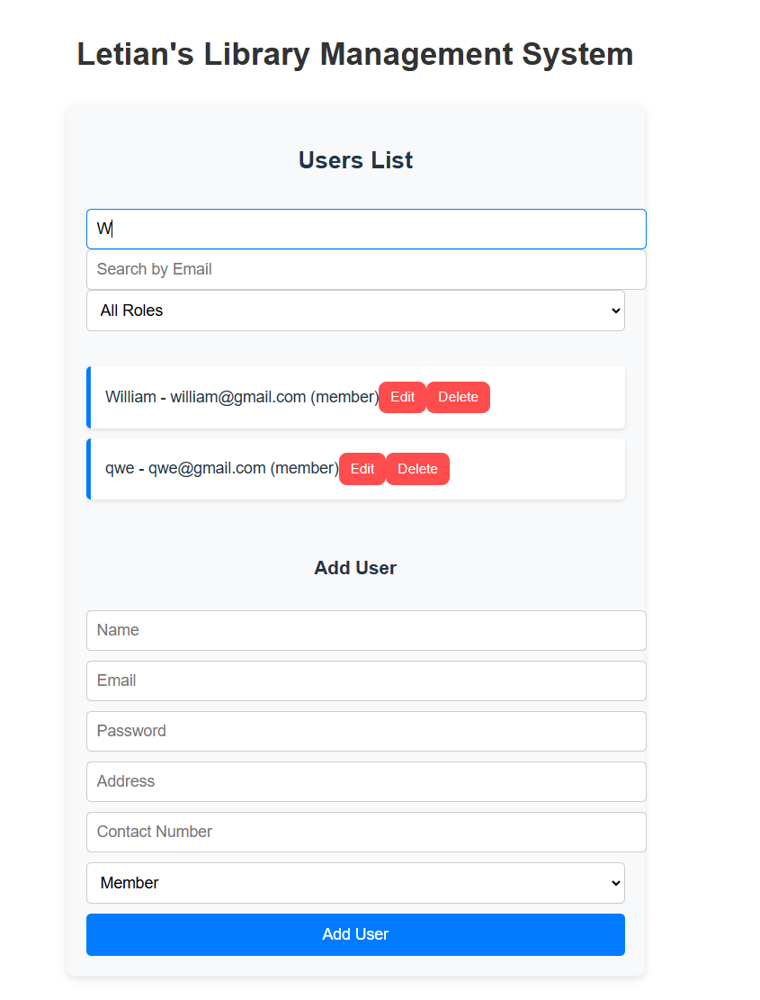 Letian's Library Management System
Users List
W
Search by Email
All Roles
William - william@gmail.com (member) Edit Delete
qwe - qwe@gmail.com (member) Edit Delete
Add User
Name
Email
Password
Address
Contact Number
Member
Add User